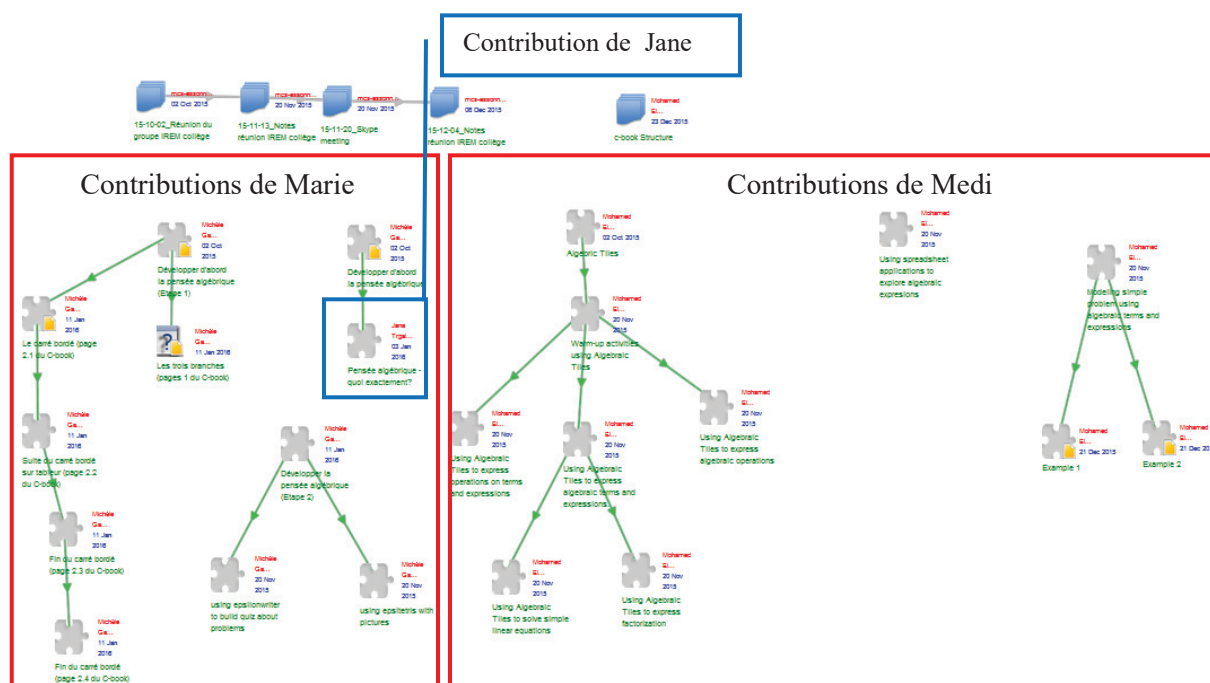 Contribution de Jane
02 Oct 2015
15-10-02_Réunion du
groupe IREM collège
20 Nov 2015
15-11-13_Notes
réunion IREM collège
20 Nov 2015
15-11-20_Skype
meeting
08 Dec 2015
15-12-04_Notes
réunion IREM collège
Mohamed
El...
23 Dec 2015
c-book Structure
Contributions de Marie
Michèle
Ga...
02 Oct
2015
Développer d'abord
la pensée algébrique
(Etape 1)
Michèle
Ga...
02 Oct
2015
Développer d'abord
la pensée algébrique
Michèle
Ga...
11 Jan
2016
Le carré bordé (page
2.1 du C-book)
Michèle
Ga...
11 Jan 2016
Les trois branches
(pages 1 du C-book)
Jana
Trgal...
03 Jan
2016
Pensée algébrique -
quoi exactement?
Michèle
Ga...
11 Jan
2016
Suite du carré bordé
sur tableur (page 2.2
du C-book)
Michèle
Ga...
11 Jan
2016
Développer la
pensée algébrique
(Etape 2)
Michèle
Ga...
11 Jan
2016
Fin du carré bordé
(page 2.3 du C-book)
Michèle
Ga...
20 Nov
2015
using epsilonwriter
to build quiz about
problems
Michèle
Ga...
20 Nov
2015
using epsitetris with
pictures
Michèle
Ga...
11 Jan
2016
Fin du carré bordé
(page 2.4 du C-book)
Contributions de Medi
Mohamed
El...
02 Oct 2015
Algebric Tiles
Mohamed
El...
20 Nov
2015
Using spreadsheet
applications to
explore algebraic
expresions
Mohamed
El...
20 Nov
2015
Modeling simple
problem using
algebraic terms and
expressions
Mohamed
El...
20 Nov
2015
Warm-up activities
using Algebraic
Tiles
Mohamed
El...
20 Nov
2015
Using Algebraic
Tiles to express
operations on terms
and expressions
Mohamed
El...
20 Nov
2015
Using Algebraic
Tiles to express
algebraic terms and
expressions
Mohamed
El...
20 Nov
2015
Using Algebraic
Tiles to express
algebraic operations
Mohamed
El...
21 Dec 2015
Example 1
Mohamed
El...
21 Dec 20
Example 2
Mohamed
El...
20 Nov
2015
Using Algebraic
Tiles to solve simple
linear equations
Mohamed
El...
20 Nov
2015
Using Algebraic
Tiles to express
factorization